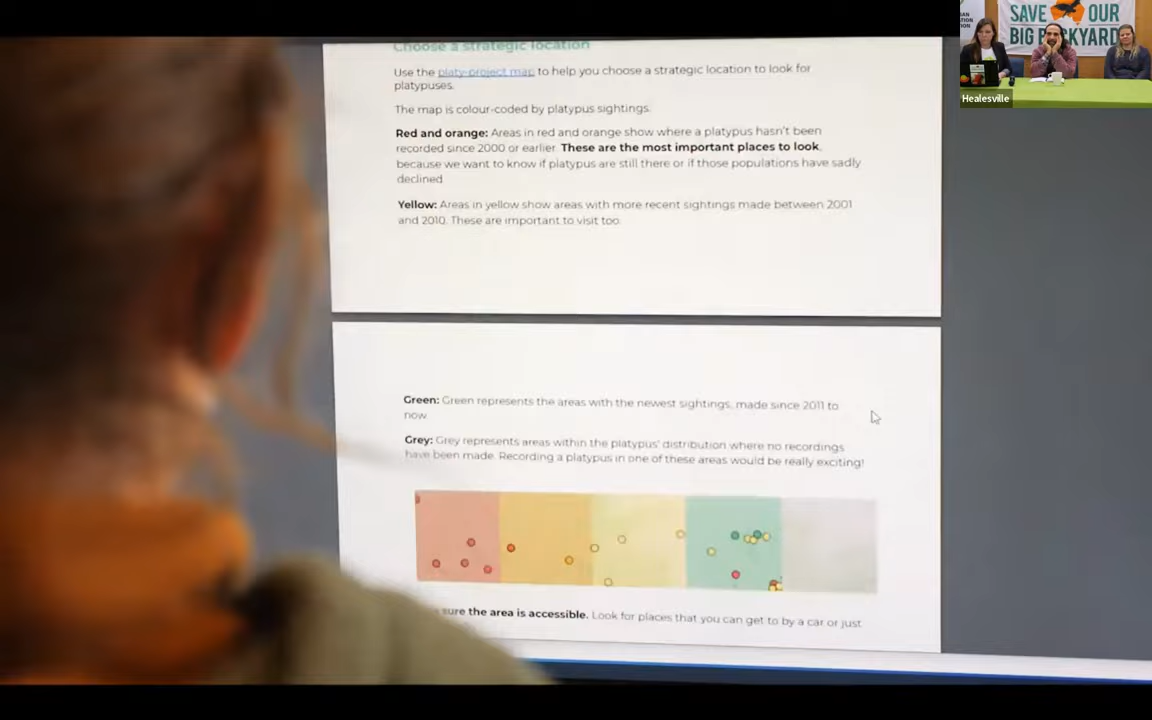 SAVE OUR
BIG BACKYARD
Healesville
Choose a strategic location
Use the platy-project map to help you choose a strategic location to look for
platypuses.
The map is colour-coded by platypus sightings.
Red and orange: Areas in red and orange show where a platypus hasn't been
recorded since 2000 or earlier. These are the most important places to look,
because we want to know if platypus are still there or if those populations have sadly
declined.
Yellow: Areas in yellow show areas with more recent sightings made between 2001
and 2010. These are important to visit too.
Green: Green represents the areas with the newest sightings, made since 2011 to
now.
Grey: Grey represents areas within the platypus' distribution where no recordings
have been made. Recording a platypus in one of these areas would be really exciting!
sure the area is accessible. Look for places that you can get to by a car or just